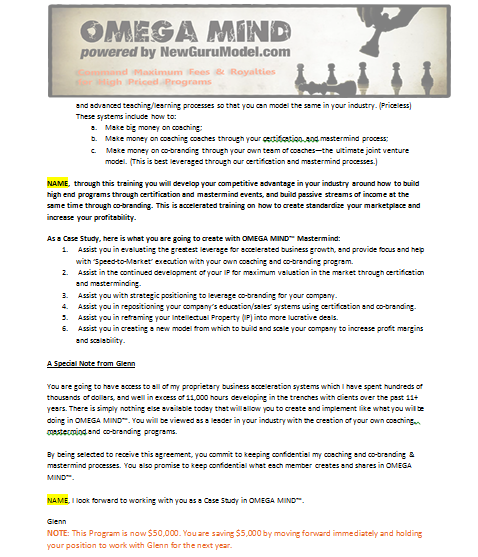 OMEGA MIND
powered by NewGuruModel.com
Command Maximum Fees & Royalties
for High Priced Programs
and advanced teaching/learning processes so that you can model the same in your industry. (Priceless)
These systems include how to:
a. Make big money on coaching;
b. Make money on coaching coaches through your certification and mastermind process;
c. Make money on co-branding through your own team of coaches—the ultimate joint venture
model. (This is best leveraged through our certification and mastermind processes.)
NAME, through this training you will develop your competitive advantage in your industry around how to build
high end programs through certification and mastermind events, and build passive streams of income at the
same time through co-branding. This is accelerated training on how to create standardize your marketplace and
increase your profitability.
As a Case Study, here is what you are going to create with OMEGA MIND™ Mastermind:
1. Assist you in evaluating the greatest leverage for accelerated business growth, and provide focus and help
with 'Speed-to-Market' execution with your own coaching and co-branding program.
2. Assist in the continued development of your IP for maximum valuation in the market through certification
and masterminding.
3. Assist you with strategic positioning to leverage co-branding for your company.
4. Assist you in repositioning your company's education/sales' systems using certification and co-branding.
5. Assist you in reframing your Intellectual Property (IP) into more lucrative deals.
6. Assist you in creating a new model from which to build and scale your company to increase profit margins
and scalability.
A Special Note from Glenn
You are going to have access to all of my proprietary business acceleration systems which I have spent hundreds of
thousands of dollars, and well in excess of 11,000 hours developing in the trenches with clients over the past 11+
years. There is simply nothing else available today that will allow you to create and implement like what you will be
doing in OMEGA MIND™. You will be viewed as a leader in your industry with the creation of your own coaching,
mastermind and co-branding programs.
By being selected to receive this agreement, you commit to keeping confidential my coaching and co-branding &
mastermind processes. You also promise to keep confidential what each member creates and shares in OMEGA
MIND™.
NAME, I look forward to working with you as a Case Study in OMEGA MIND™.
Glenn
NOTE: This Program is now $50,000. You are saving $5,000 by moving forward immediately and holding
your position to work with Glenn for the next year.